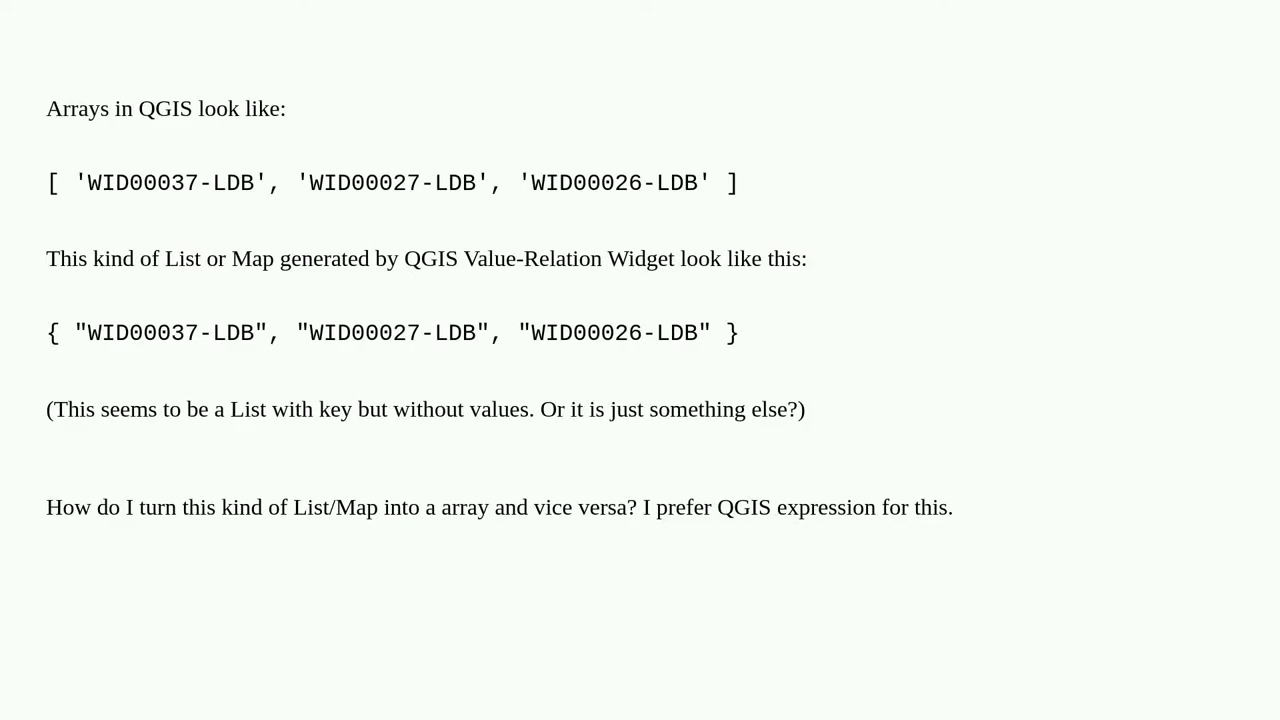 Arrays in QGIS look like:
[ 'WID00037-LDB', 'WID00027-LDB', 'WID00026-LDB' ]
This kind of List or Map generated by QGIS Value-Relation Widget look like this:
{ "WID00037-LDB", "WID00027-LDB", "WID00026-LDB" }
(This seems to be a List with key but without values. Or it is just something else?)
How do I turn this kind of List/Map into a array and vice versa? I prefer QGIS expression for this.